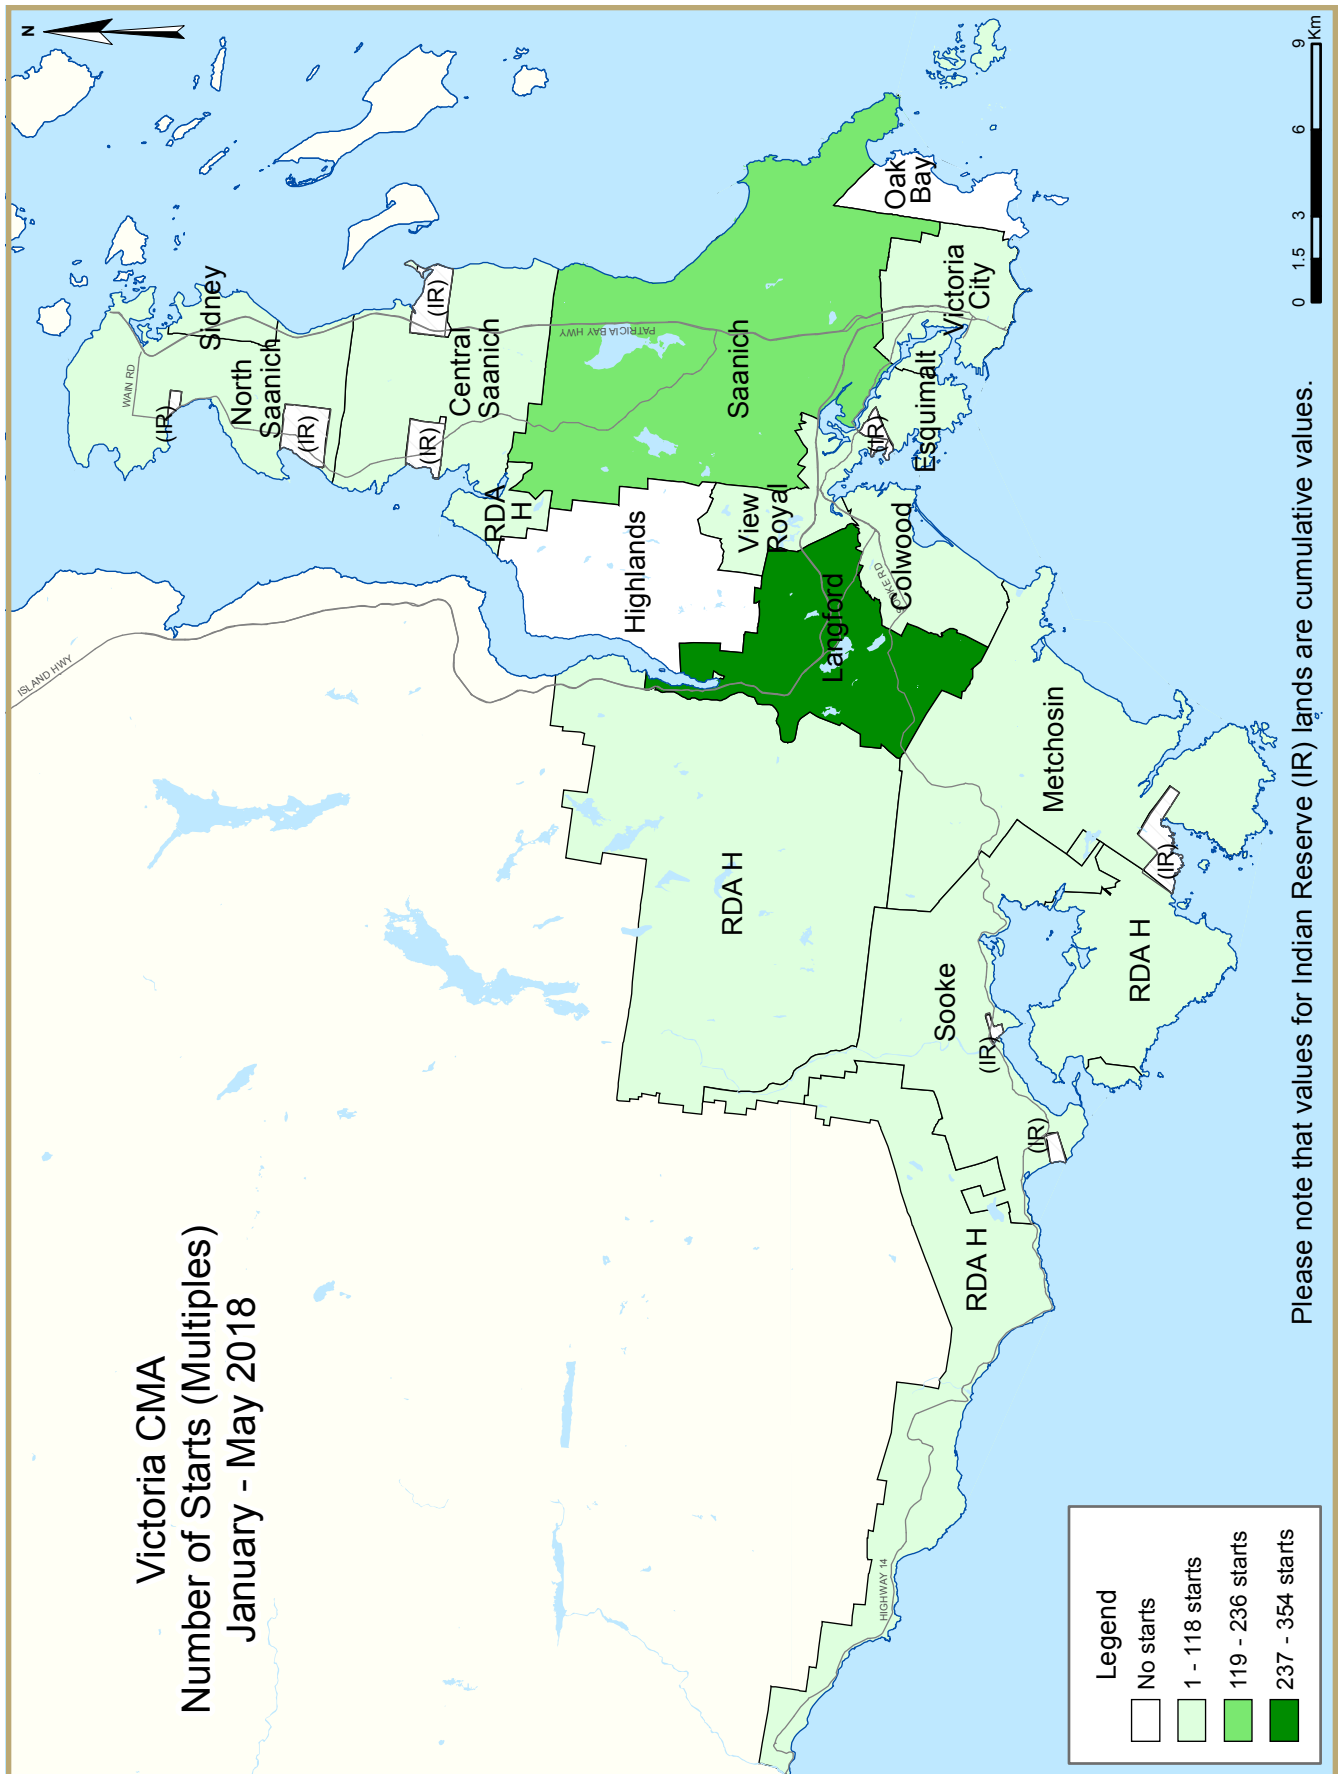 Victoria CMA
Number of Starts (Multiples)
January - May 2018
N
ISLAND HWY
WAIN RD
(IR)
Sidney
North
Saanich
(IR)
(IR)
(IR)
Central
Saanich
RDA
H
PATRICIA BAY HWY
Saanich
Highlands
View
Royal
Oak
Bay
Victoria
City
Esquimalt
(IR)
Langford
Colwood
Metchosin
(IR)
RDA H
Sooke
(IR)
(IR)
RDA H
RDA H
HIGHWAY 14
Legend
No starts
1 - 118 starts
119 - 236 starts
237 - 354 starts
0 1.5 3 6 9
Km
Please note that values for Indian Reserve (IR) lands are cumulative values.